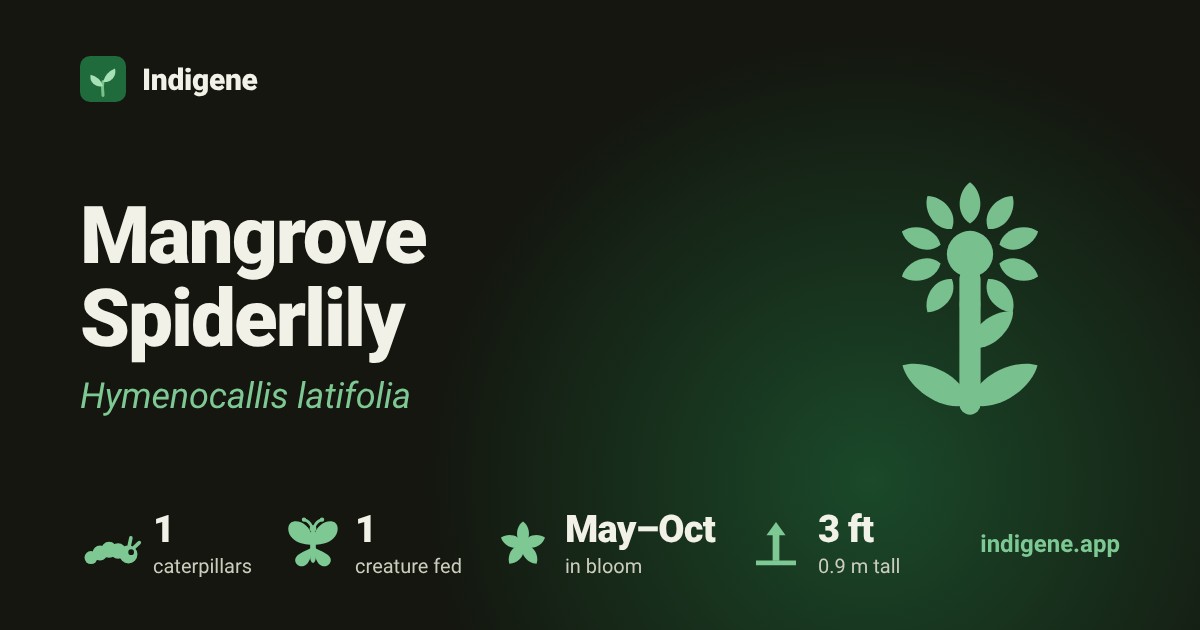 Indigene
Mangrove
Spiderlily
Hymenocallis latifolia
1
caterpillars
1
creature fed
May–Oct
in bloom
3 ft
0.9 m tall
indigene.app